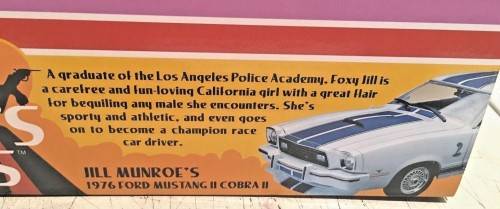 A graduate of the Los Angeles Police Academy, Foxy Jill is
a carefree and fun-loving California girl with a great flair
for beguiling any male she encounters. She's
sporty and athletic, and even goes
on to become a champion race
car driver.
S
S
TM
JILL MUNROE'S
1976 FORD MUSTANG II COBRA II